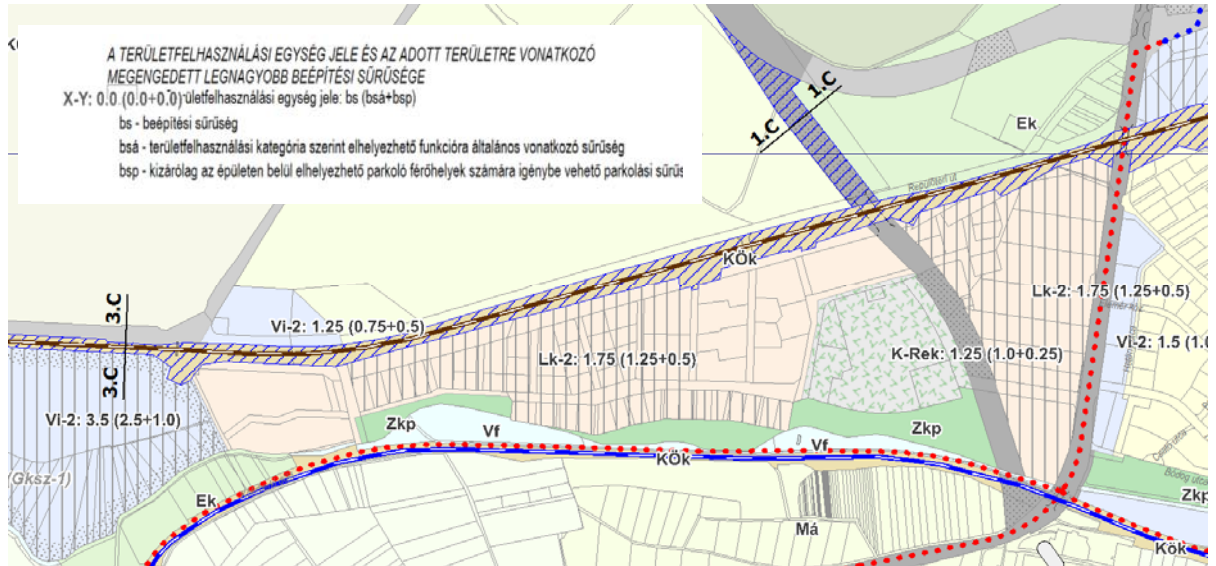 A TERÜLETFELHASZNÁLÁSI EGYSÉG JELE ÉS AZ ADOTT TERÜLETRE VONATKOZÓ
MEGENGEDETT LEGNAGYOBB BEÉPÍTÉSI SŰRŰSÉGE
X-Y: 0.0 (0.0+0.0) ületfelhasználási egység jele: bs (bsá+bsp)
bs - beépítési sűrűség
bsá - területfelhasználási kategória szerint elhelyezhető funkcióra általános vonatkozó sűrűség
bsp - kizárólag az épületen belül elhelyezhető parkoló férőhelyek számára igénybe vehető parkolási sűrűs
1.C
1.C
Ek
Repülőtéri út
KÖk
3.C
3.C
Vi-2: 1.25 (0.75+0.5)
Lk-2: 1.75 (1.25+0.5)
Lk-2: 1.75 (1.25+0.5)
K-Rek: 1.25 (1.0+0.25)
Vi-2: 1.5 (1.0
Vi-2: 3.5 (2.5+1.0)
Zkp
Vf
Vf
Zkp
KÖk
(Gksz-1)
Ek
Má
Zkp
Kök